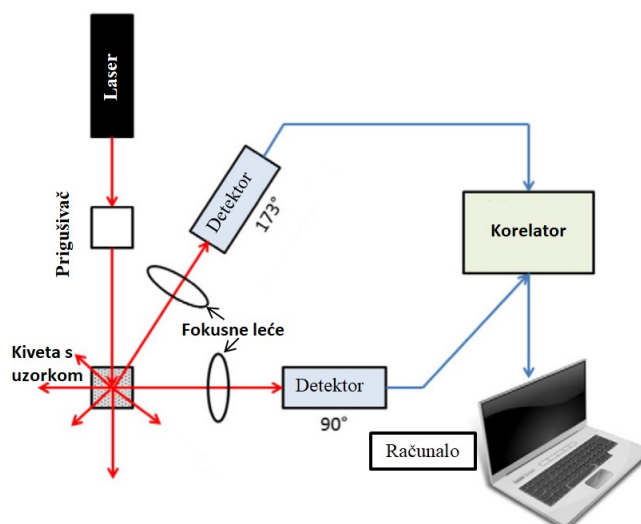 Laser
Prigušivač
Detektor
173°
Korelator
Fokusne leće
Kiveta s
uzorkom
Detektor
90°
Računalo